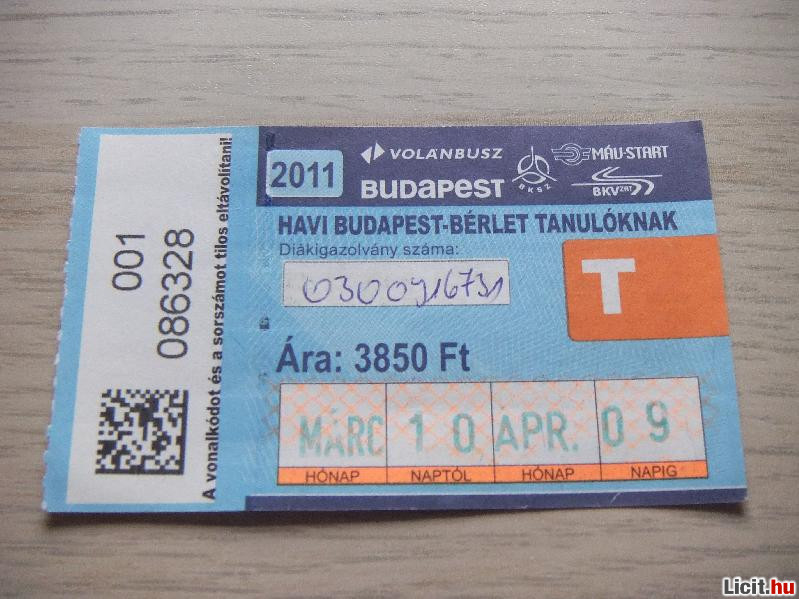 001
086328
A vonalkódot és a sorszámot tilos eltávolítani!
2011
VOLÁNBUSZ
BUDAPEST
BKSZ
MÁV-START
BKV ZRT
HAVI BUDAPEST-BÉRLET TANULÓKNAK
Diákigazolvány száma:
0300916731
T
Ára: 3850 Ft
MÁRC 10 APR. 09
HÓNAP NAPTÓL HÓNAP NAPIG
Licit.hu